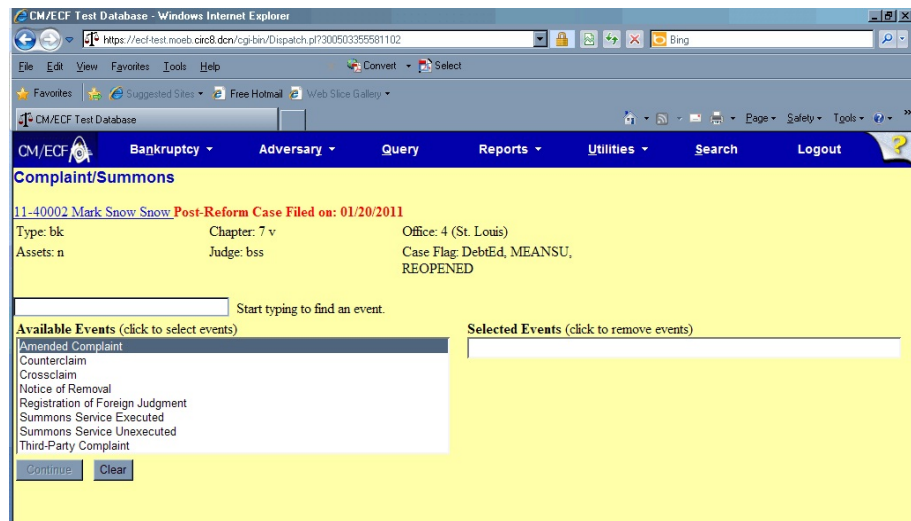 CM/ECF Test Database - Windows Internet Explorer
https://ecf-test.moeb.circ8.dcn/cgi-bin/Dispatch.pl?300503355581102
Bing
File Edit View Favorites Tools Help
Convert Select
Favorites Suggested Sites Free Hotmail Web Slice Gallery
CM/ECF Test Database
Page Safety Tools
CM/ECF Bankruptcy Adversary Query Reports Utilities Search Logout ?
Complaint/Summons
11-40002 Mark Snow Snow Post-Reform Case Filed on: 01/20/2011
Type: bk Chapter: 7 v Office: 4 (St. Louis)
Assets: n Judge: bss Case Flag: DebtEd, MEANSU,
REOPENED
Start typing to find an event.
Available Events (click to select events) Selected Events (click to remove events)
Amended Complaint
Counterclaim
Crossclaim
Notice of Removal
Registration of Foreign Judgment
Summons Service Executed
Summons Service Unexecuted
Third-Party Complaint
Continue Clear